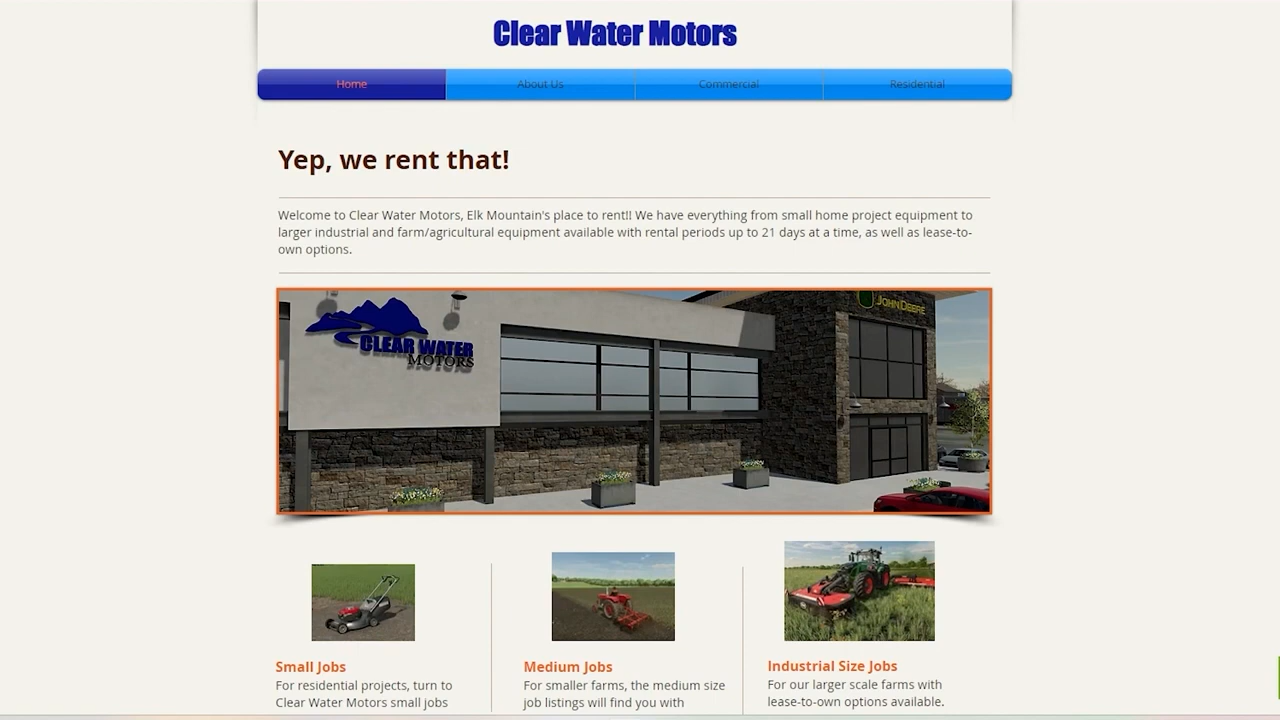 Clear Water Motors
Home
About Us
Commercial
Residential
Yep, we rent that!
Welcome to Clear Water Motors, Elk Mountain's place to rent!! We have everything from small home project equipment to
larger industrial and farm/agricultural equipment available with rental periods up to 21 days at a time, as well as lease-to-
own options.
CLEAR WATER
MOTORS
JOHN DEERE
Small Jobs
For residential projects, turn to
Clear Water Motors small jobs
Medium Jobs
For smaller farms, the medium size
job listings will find you with
Industrial Size Jobs
For our larger scale farms with
lease-to-own options available.